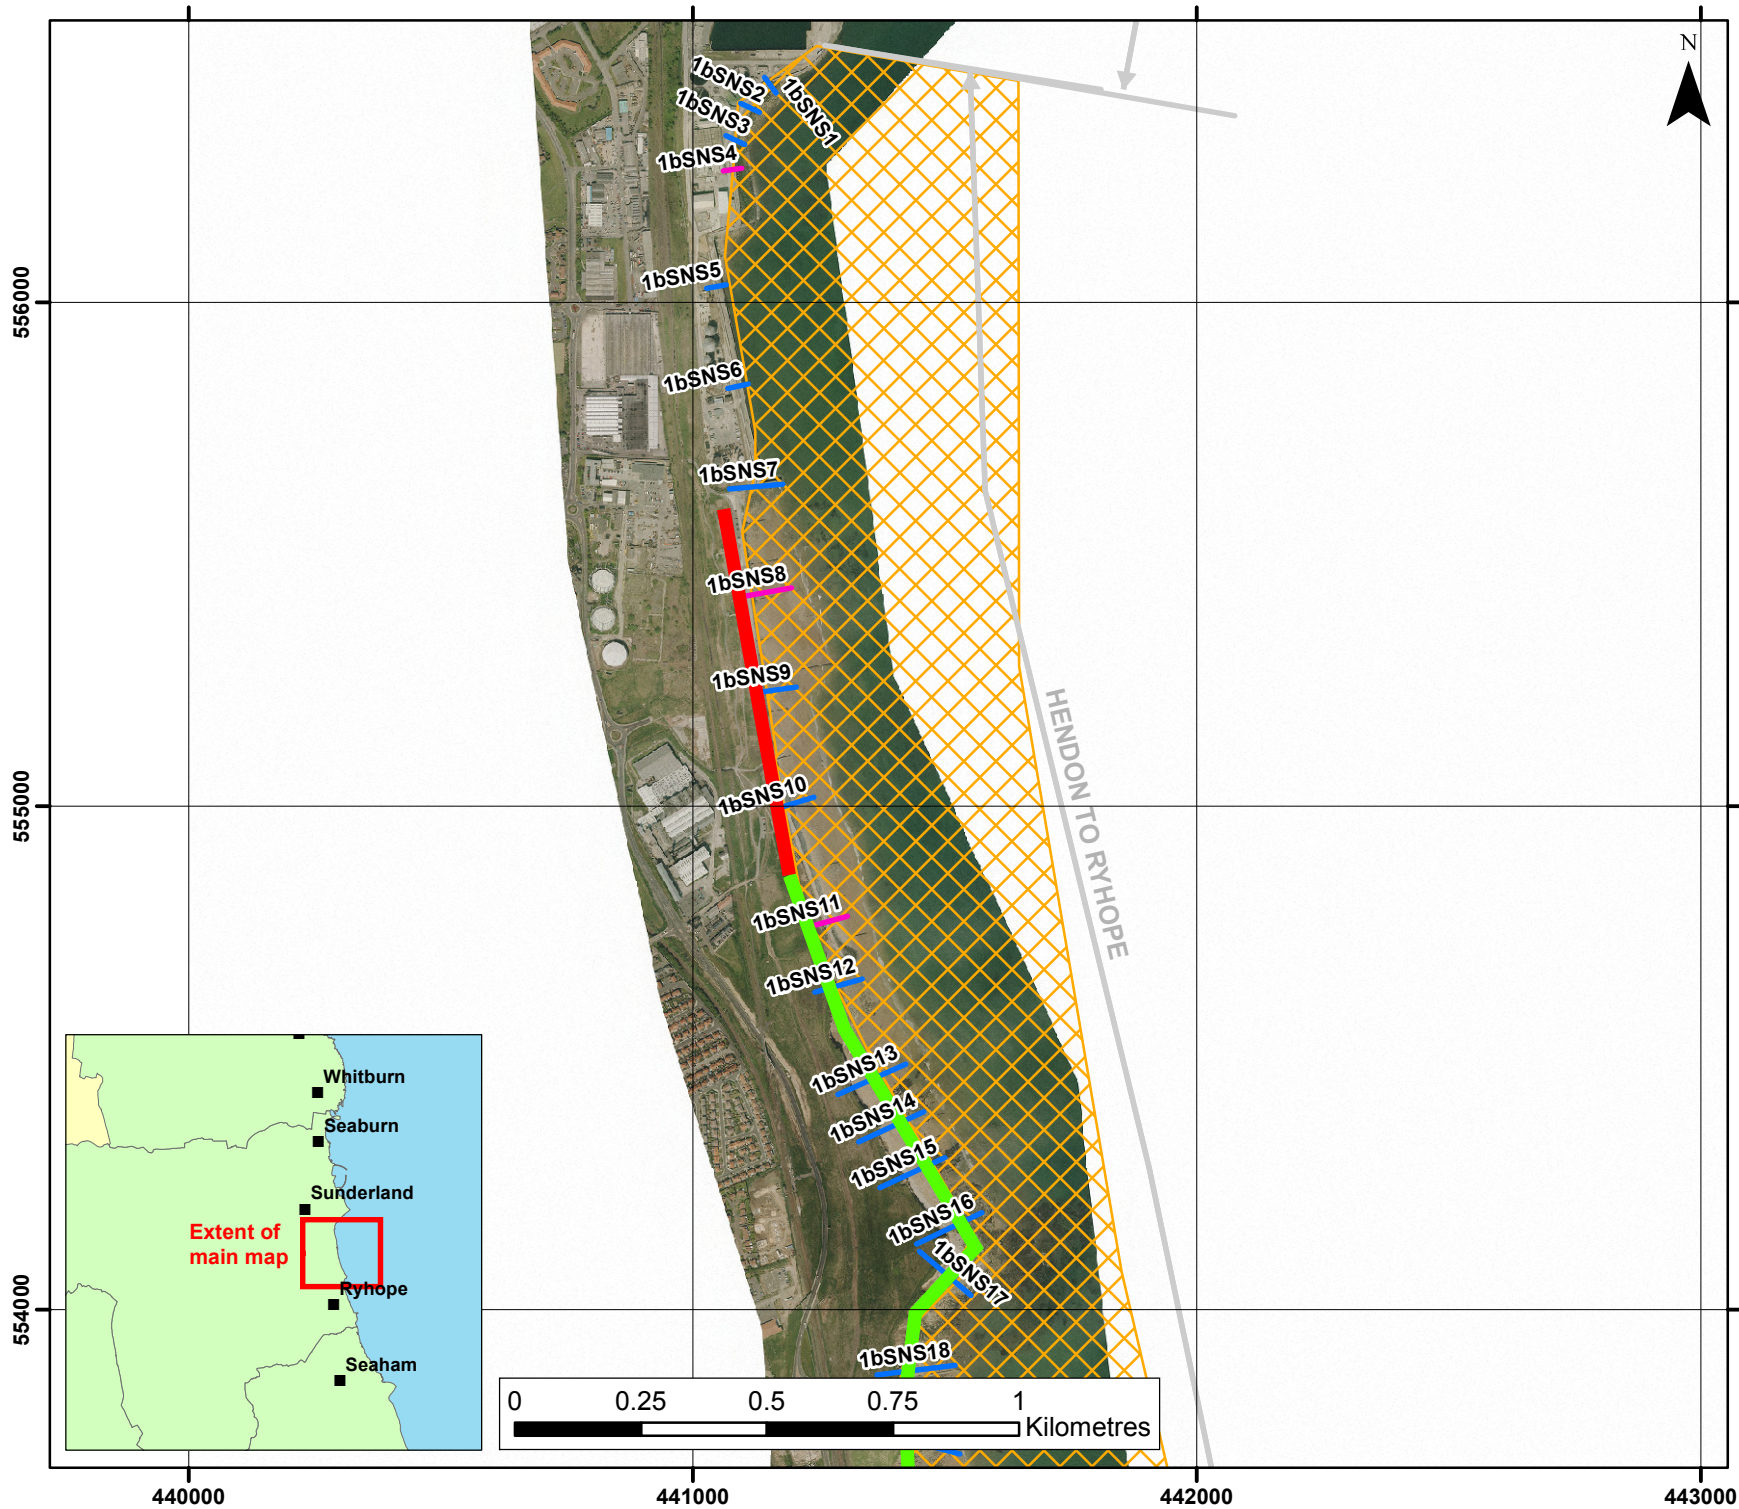 N
1bSNS1
1bSNS2
1bSNS3
1bSNS4
1bSNS5
1bSNS6
1bSNS7
1bSNS8
1bSNS9
1bSNS10
1bSNS11
1bSNS12
1bSNS13
1bSNS14
1bSNS15
1bSNS16
1bSNS17
1bSNS18
HENDON TO RYHOPE
556000
555000
554000
Whitburn
Seaburn
Sunderland
Extent of
main map
Ryhope
Seaham
0 0.25 0.5 0.75 1
Kilometres
440000 441000 442000 443000